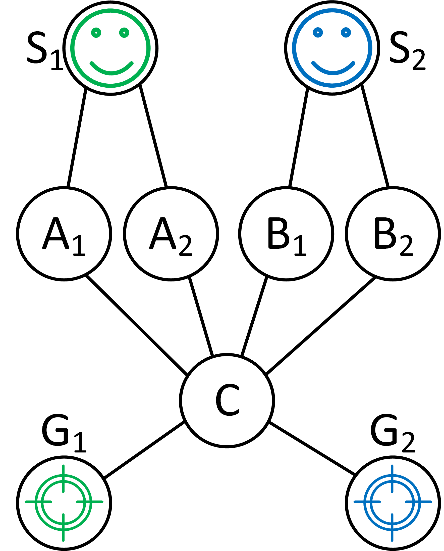 S₁ S₂
A₁ A₂ B₁ B₂
C
G₁ G₂